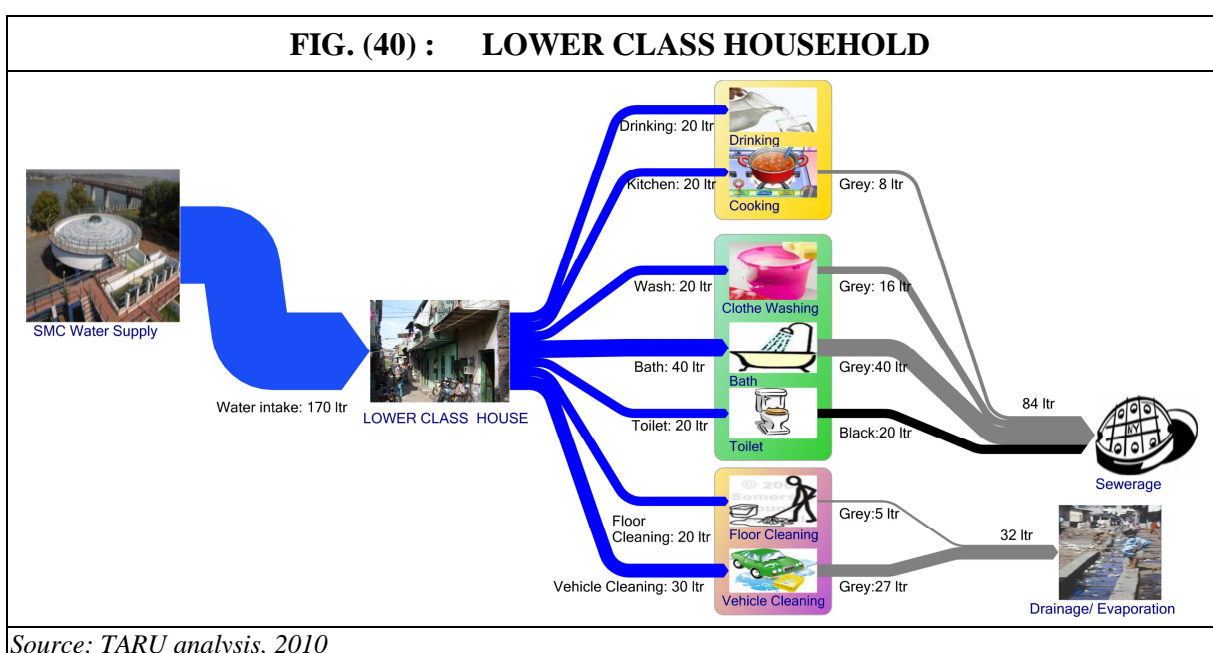 FIG. (40) : LOWER CLASS HOUSEHOLD
Drinking: 20 ltr
Drinking
Kitchen: 20 ltr
Cooking
Grey: 8 ltr
SMC Water Supply
Water intake: 170 ltr
LOWER CLASS HOUSE
Wash: 20 ltr
Clothe Washing
Grey: 16 ltr
Bath: 40 ltr
Bath
Grey:40 ltr
Toilet: 20 ltr
Toilet
Black:20 ltr
84 ltr
NY
Sewerage
Floor
Cleaning: 20 ltr
Floor Cleaning
Grey:5 ltr
Vehicle Cleaning: 30 ltr
Vehicle Cleaning
Grey:27 ltr
32 ltr
Drainage/ Evaporation
Source: TARU analysis, 2010